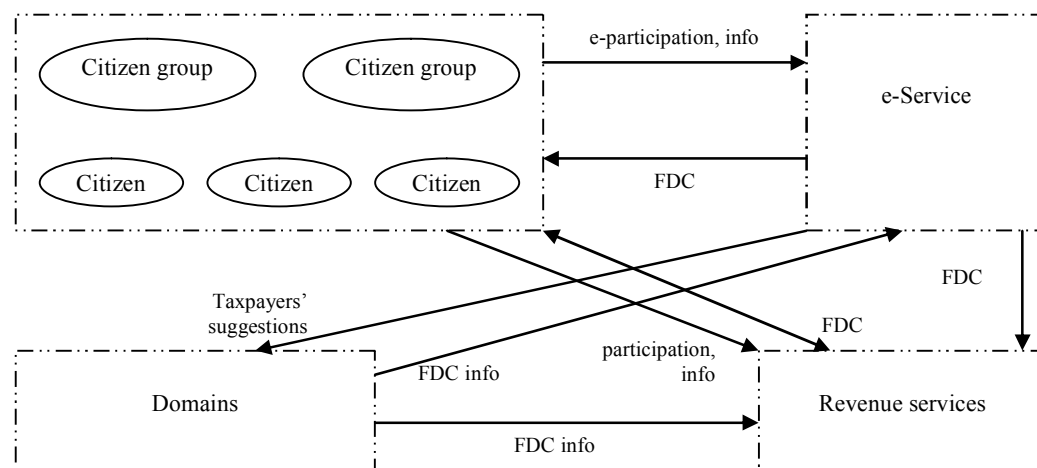 e-participation, info
Citizen group
Citizen group
e-Service
Citizen
Citizen
Citizen
FDC
FDC
Taxpayers’
suggestions
FDC
participation,
info
FDC info
Domains
Revenue services
FDC info